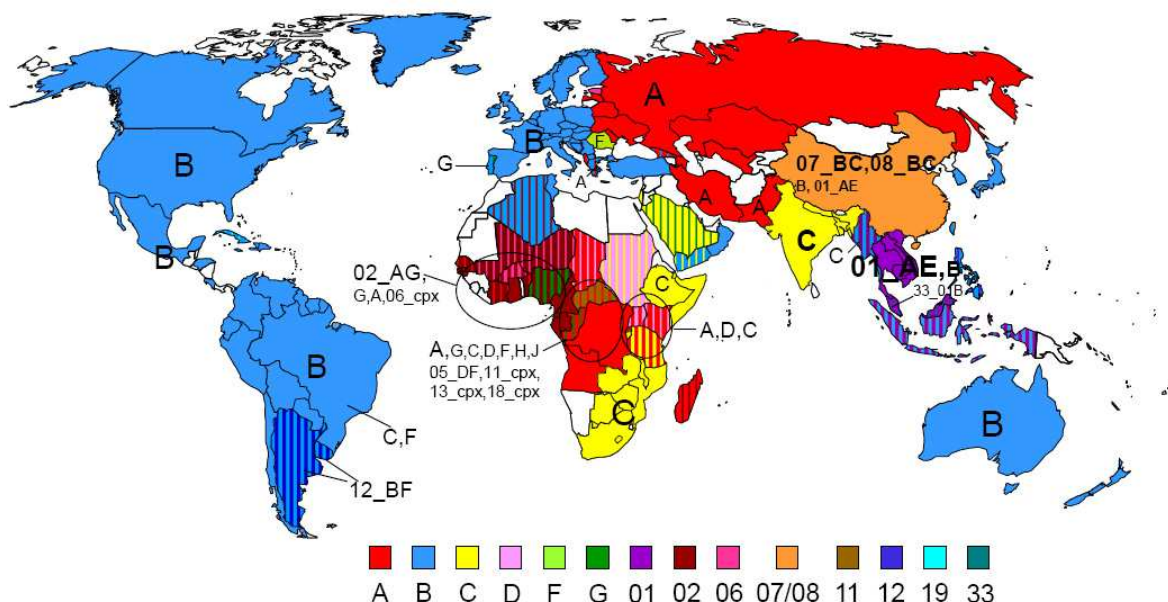 B
B
B
B
C,F
12_BF
G
B
F
A
A
A
A
07_BC,08_BC
B, 01_AE
C
C
01_AE,B
33_01B
02_AG,
G,A,06_cpx
C
A,D,C
A,G,C,D,F,H,J
05_DF,11_cpx,
13_cpx,18_cpx
C
B
A B C D F G 01 02 06 07/08 11 12 19 33